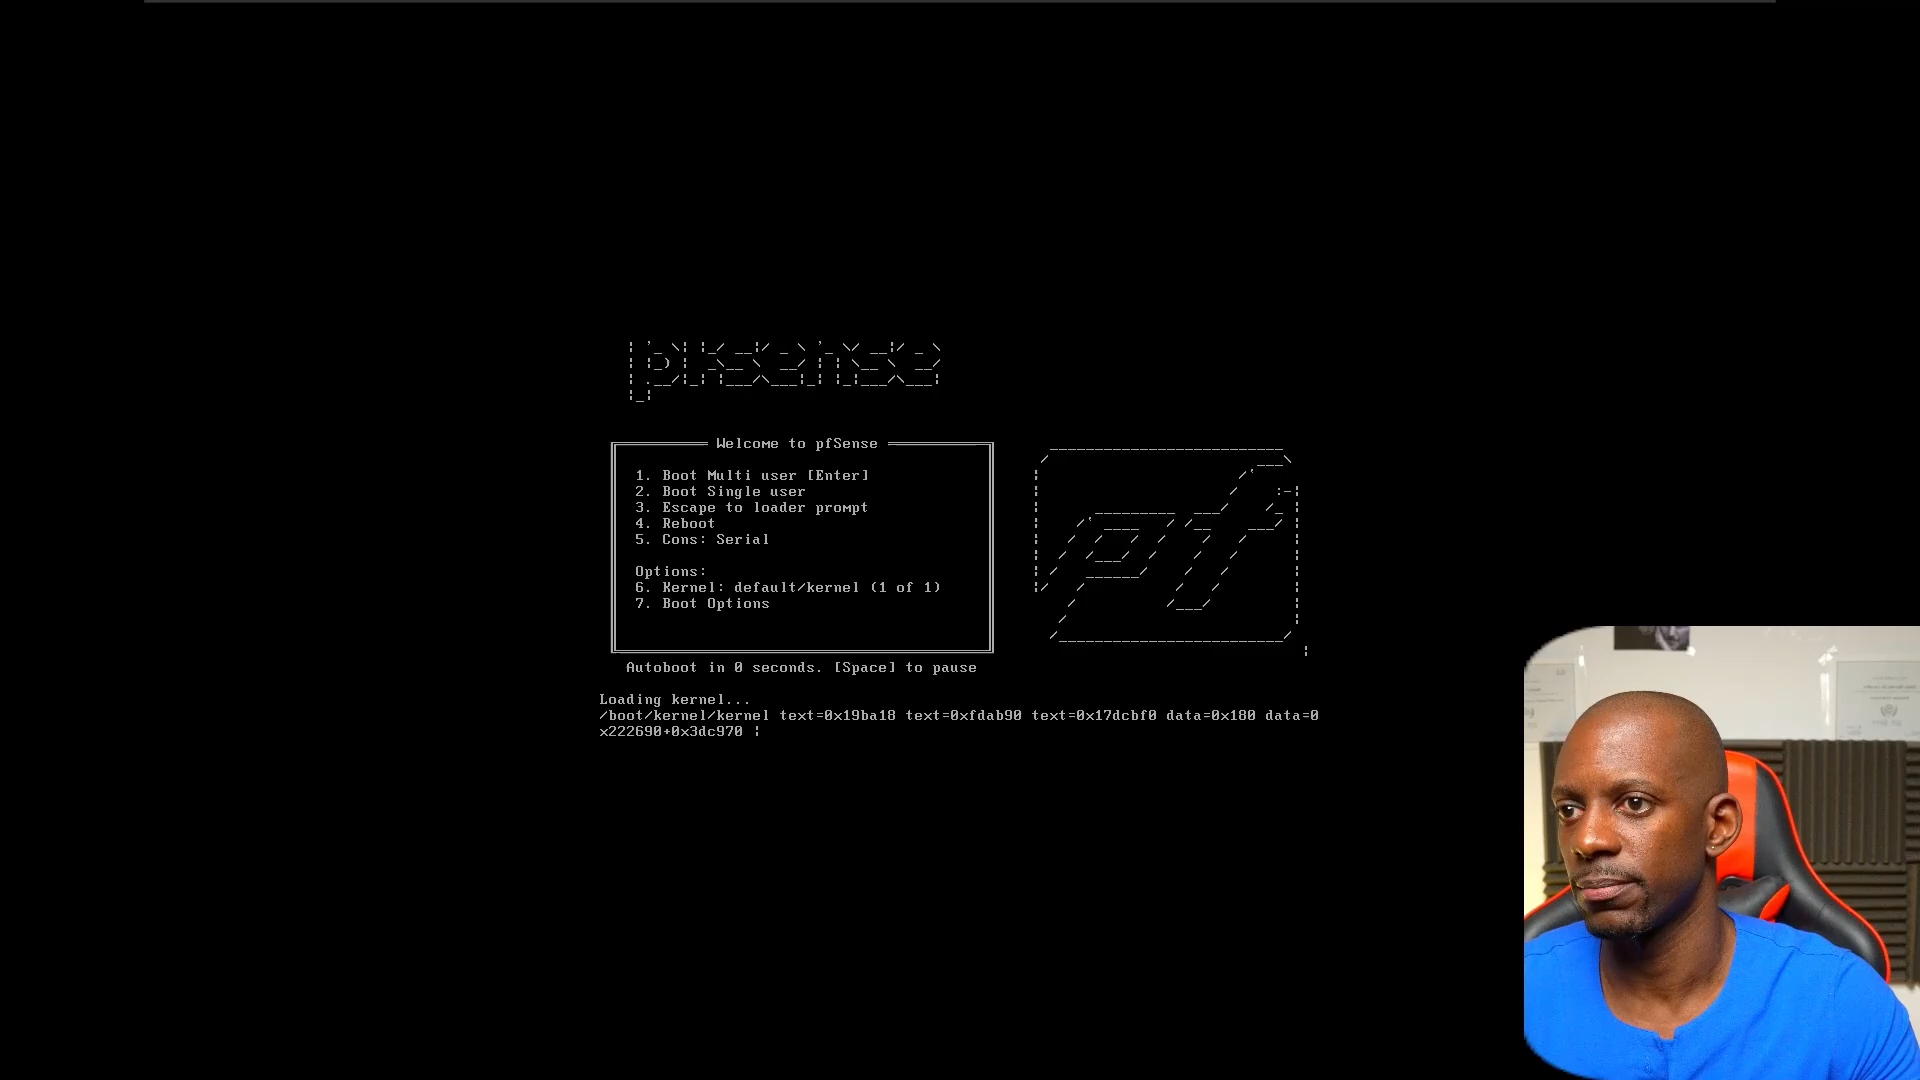 pfSense
Welcome to pfSense
1. Boot Multi user [Enter]
2. Boot Single user
3. Escape to loader prompt
4. Reboot
5. Cons: Serial
Options:
6. Kernel: default/kernel (1 of 1)
7. Boot Options
pf
Autoboot in 0 seconds. [Space] to pause
Loading kernel...
/boot/kernel/kernel text=0x19ba18 text=0xfdab90 text=0x17dcbf0 data=0x180 data=0
x222690+0x3dc970 ¦